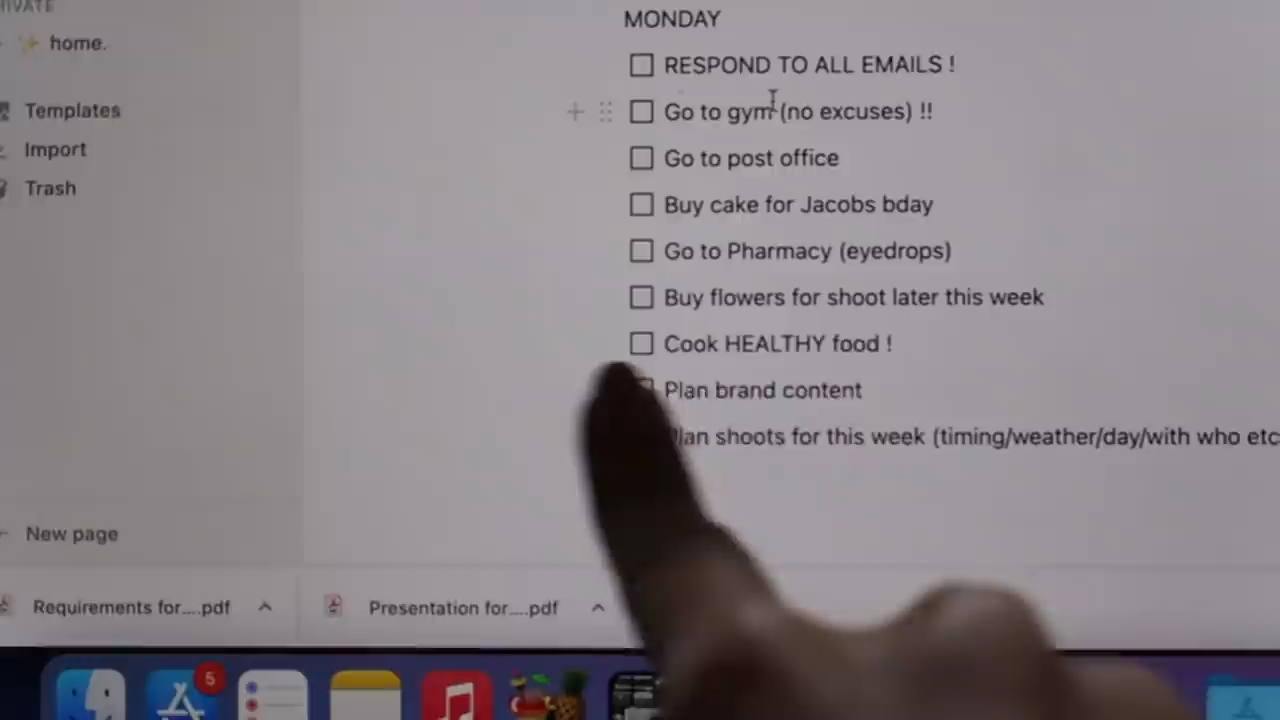 MONDAY
home.
RESPOND TO ALL EMAILS !
Templates
Go to gym (no excuses) !!
Import
Go to post office
Trash
Buy cake for Jacobs bday
Go to Pharmacy (eyedrops)
Buy flowers for shoot later this week
Cook HEALTHY food !
Plan brand content
Plan shoots for this week (timing/weather/day/with who etc
New page
Requirements for....pdf
Presentation for....pdf
5